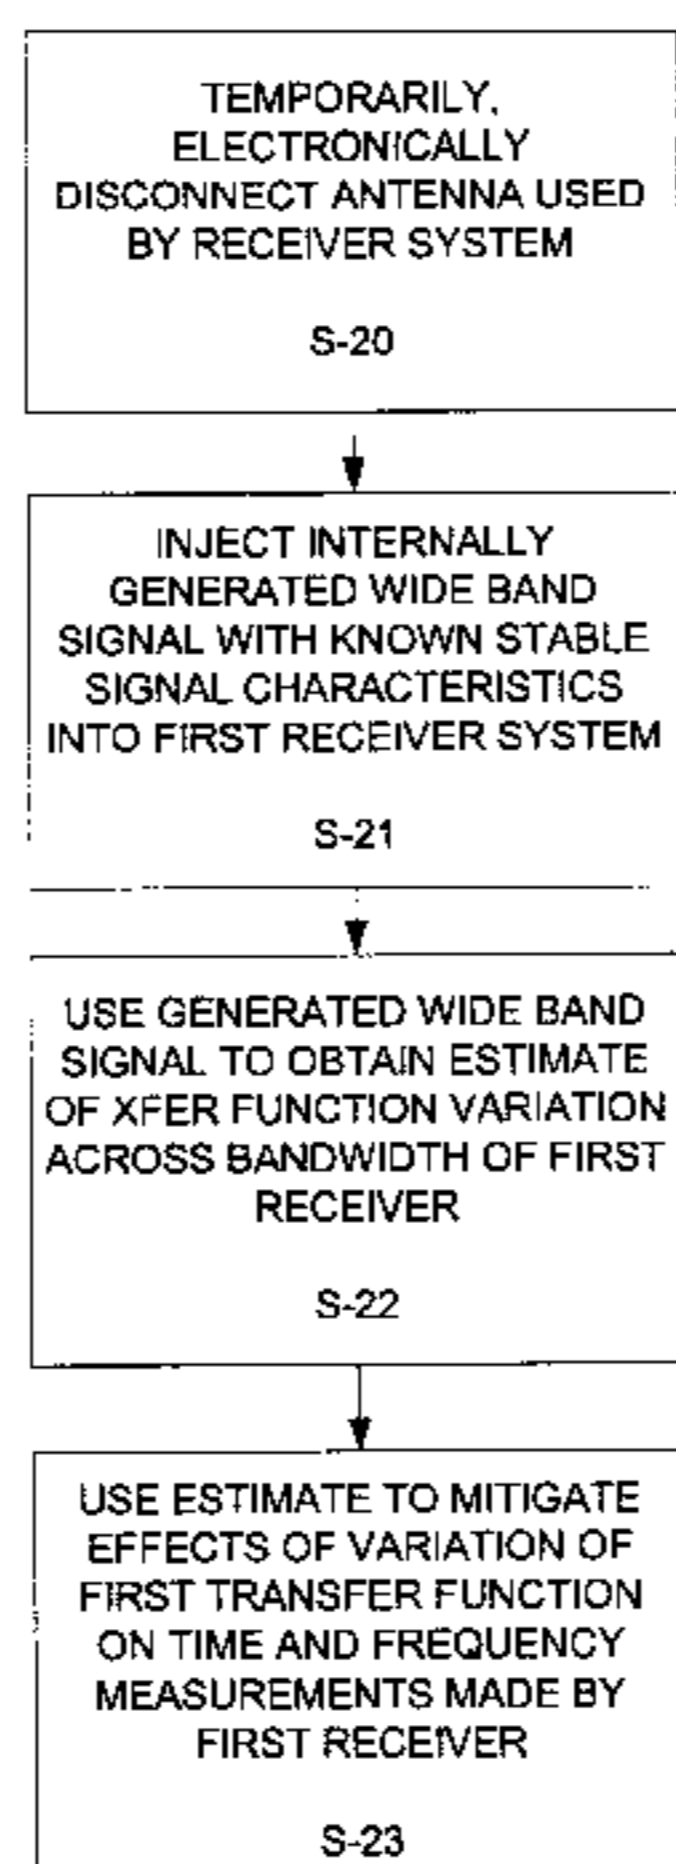 TEMPORARILY,
ELECTRONICALLY
DISCONNECT ANTENNA USED
BY RECEIVER SYSTEM
S-20
INJECT INTERNALLY
GENERATED WIDE BAND
SIGNAL WITH KNOWN STABLE
SIGNAL CHARACTERISTICS
INTO FIRST RECEIVER SYSTEM
S-21
USE GENERATED WIDE BAND
SIGNAL TO OBTAIN ESTIMATE
OF XFER FUNCTION VARIATION
ACROSS BANDWIDTH OF FIRST
RECEIVER
S-22
USE ESTIMATE TO MITIGATE
EFFECTS OF VARIATION OF
FIRST TRANSFER FUNCTION
ON TIME AND FREQUENCY
MEASUREMENTS MADE BY
FIRST RECEIVER
S-23